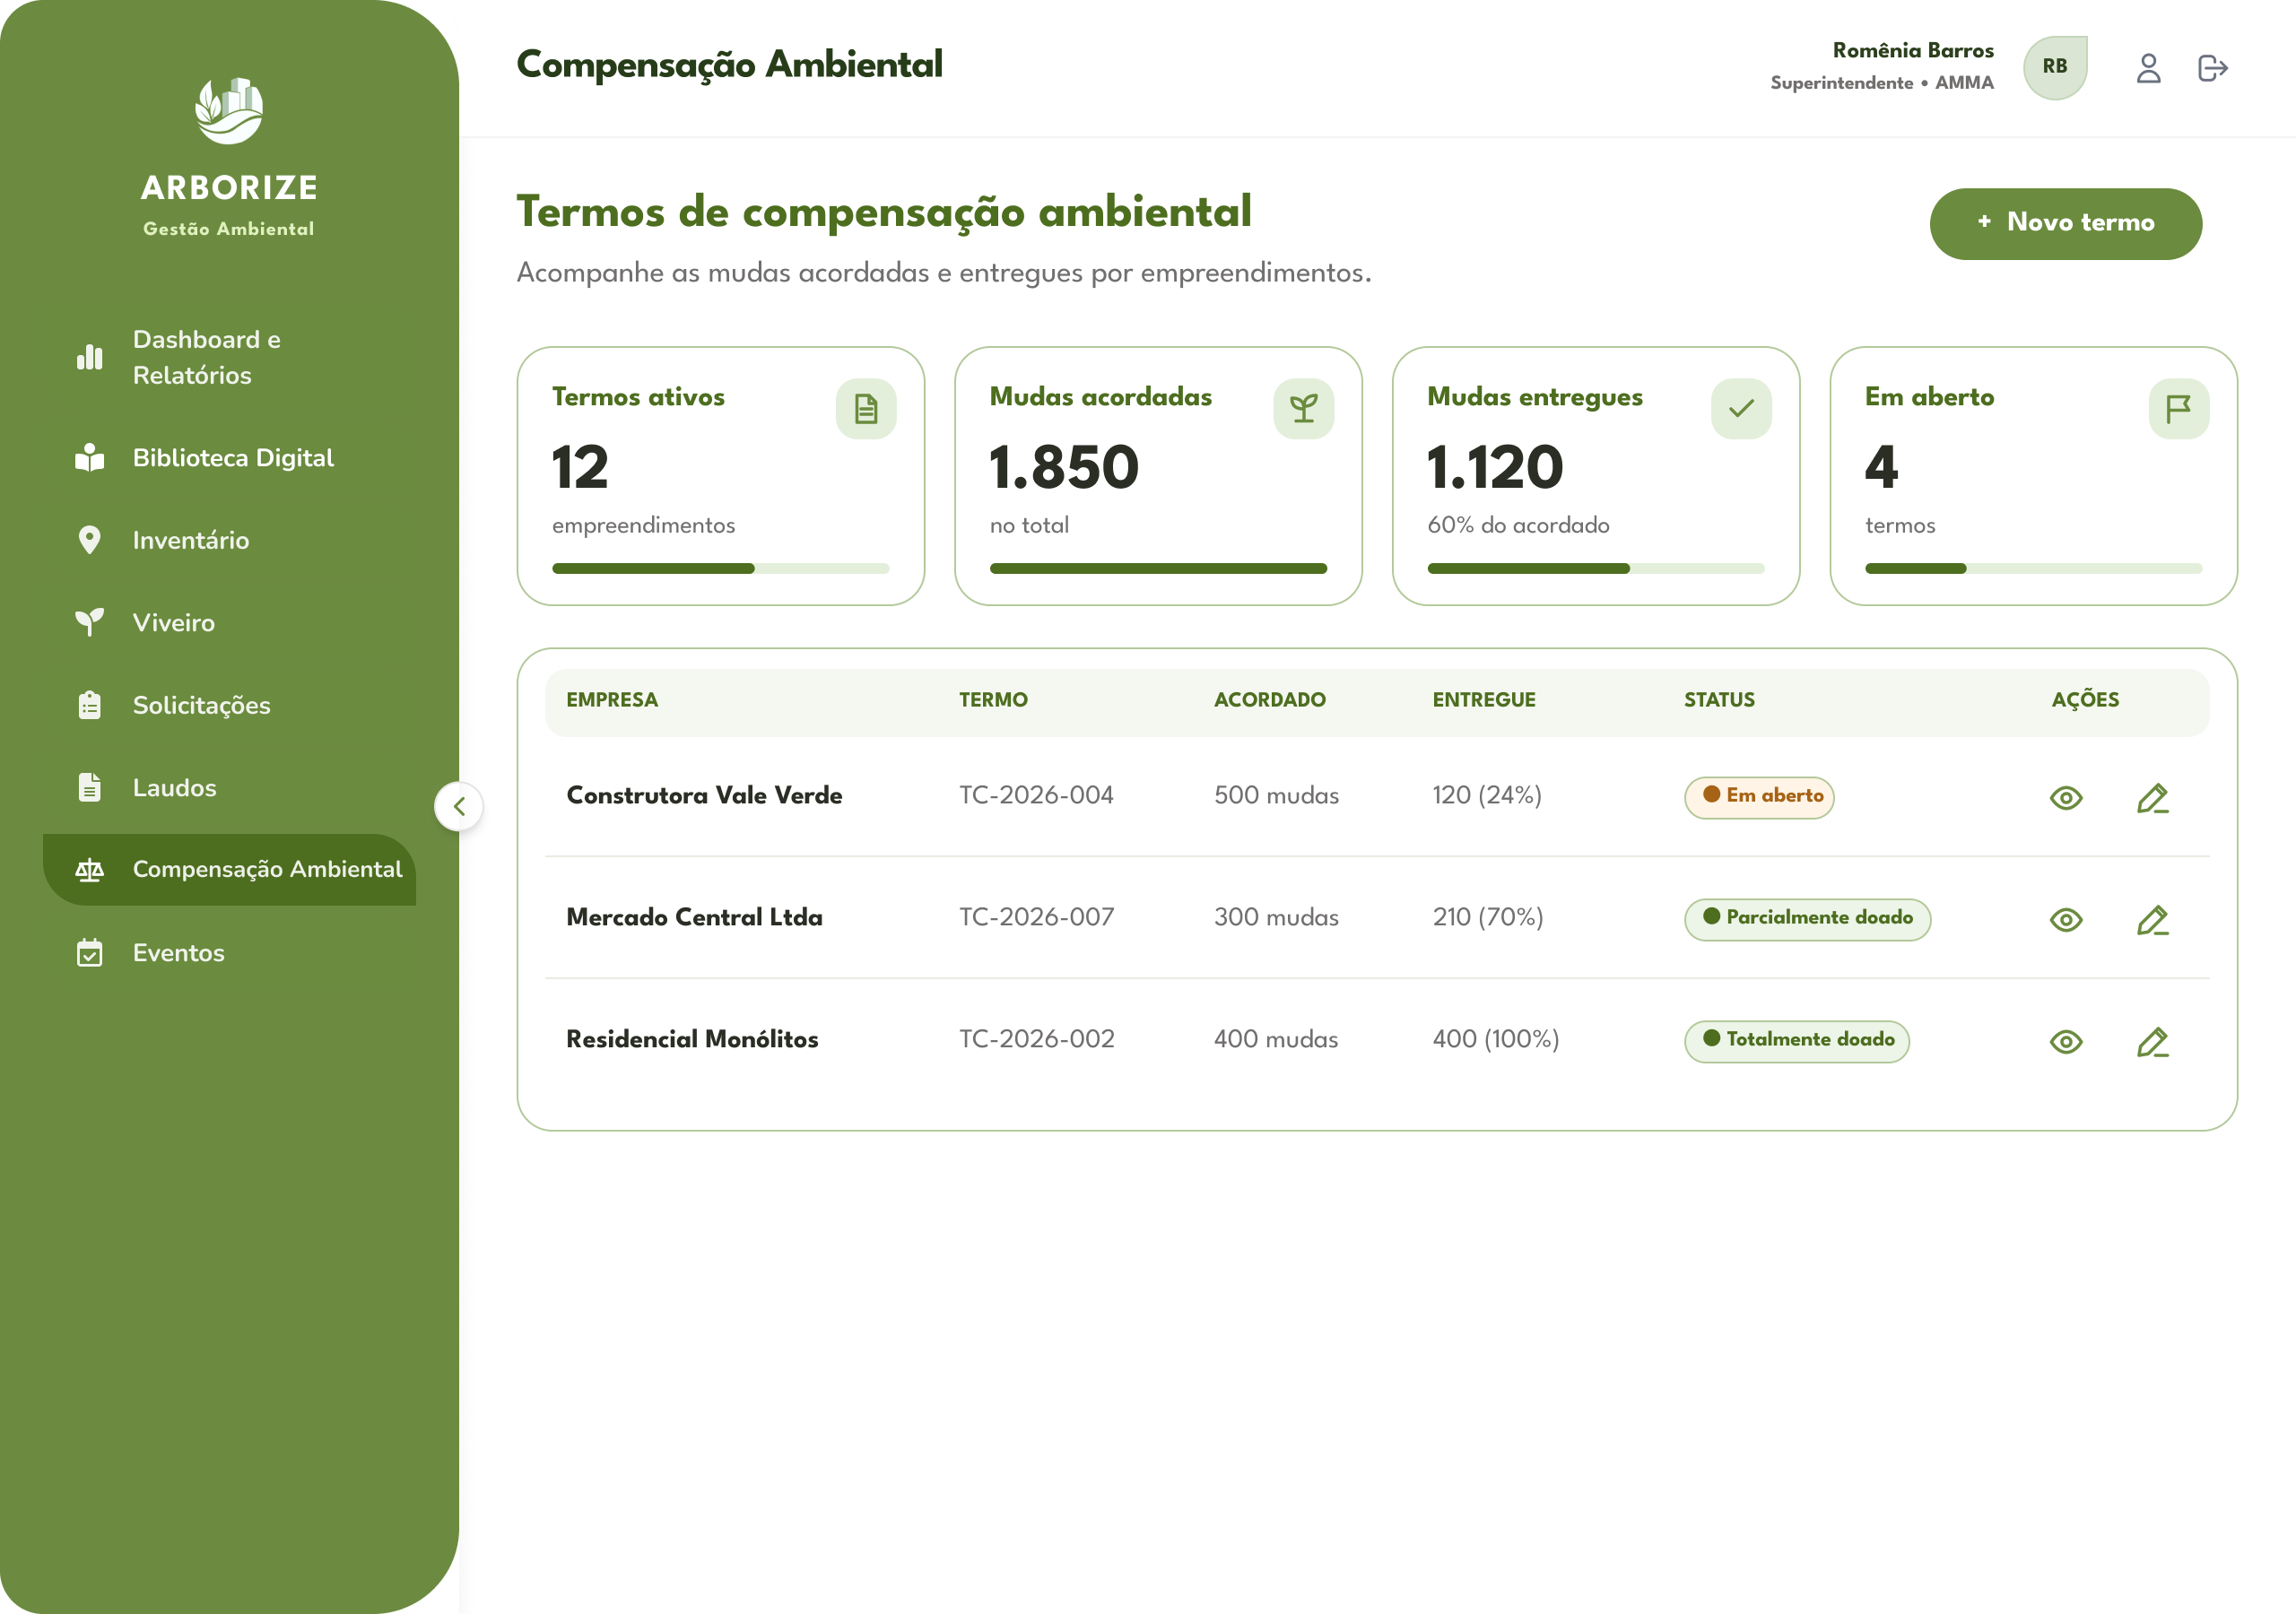 ARBORIZE
Gestão Ambiental
Dashboard e
Relatórios
Biblioteca Digital
Inventário
Viveiro
Solicitações
Laudos
Compensação Ambiental
Eventos
Compensação Ambiental
Romênia Barros
Superintendente • AMMA
RB
Termos de compensação ambiental
Acompanhe as mudas acordadas e entregues por empreendimentos.
+ Novo termo
Termos ativos
12
empreendimentos
Mudas acordadas
1.850
no total
Mudas entregues
1.120
60% do acordado
Em aberto
4
termos
EMPRESA TERMO ACORDADO ENTREGUE STATUS AÇÕES
Construtora Vale Verde TC-2026-004 500 mudas 120 (24%) Em aberto
Mercado Central Ltda TC-2026-007 300 mudas 210 (70%) Parcialmente doado
Residencial Monólitos TC-2026-002 400 mudas 400 (100%) Totalmente doado